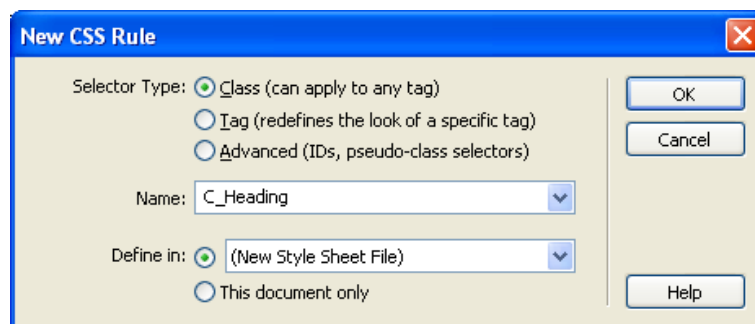 New CSS Rule
Selector Type: Class (can apply to any tag)
Tag (redefines the look of a specific tag)
Advanced (IDs, pseudo-class selectors)
Name: C_Heading
Define in: (New Style Sheet File)
This document only
OK
Cancel
Help